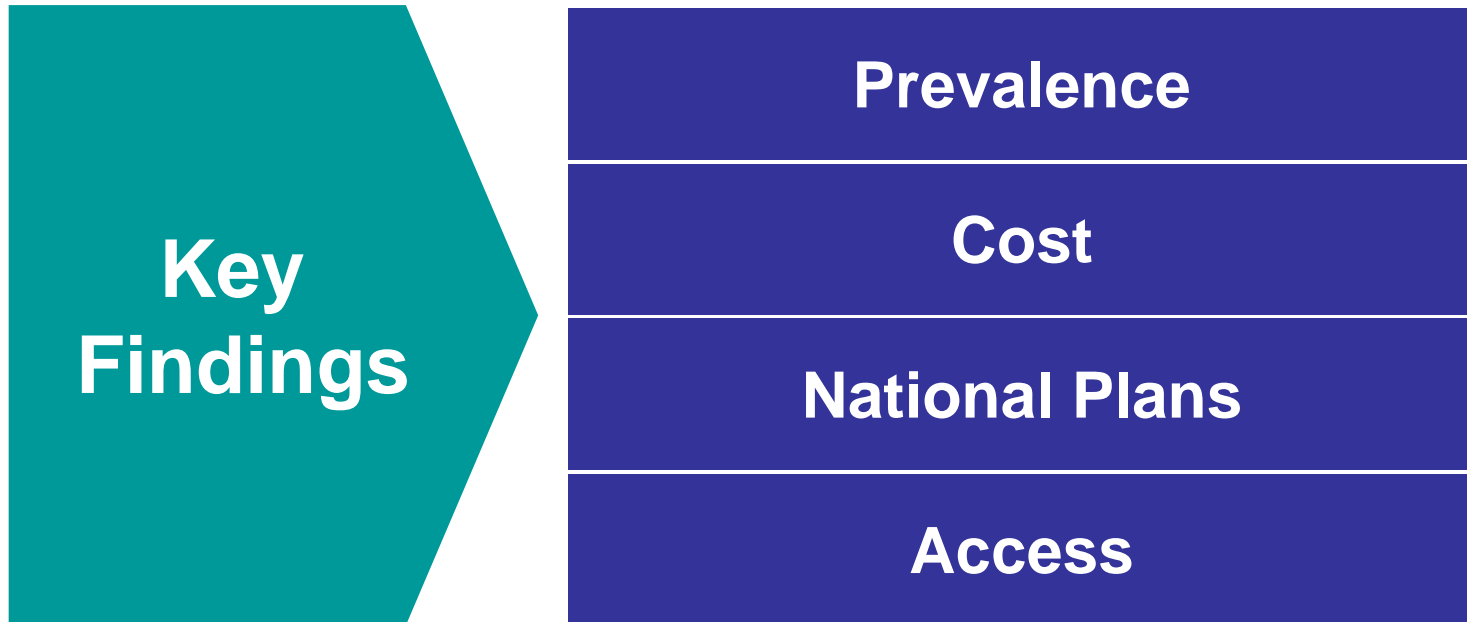 Key
Findings
Prevalence
Cost
National Plans
Access